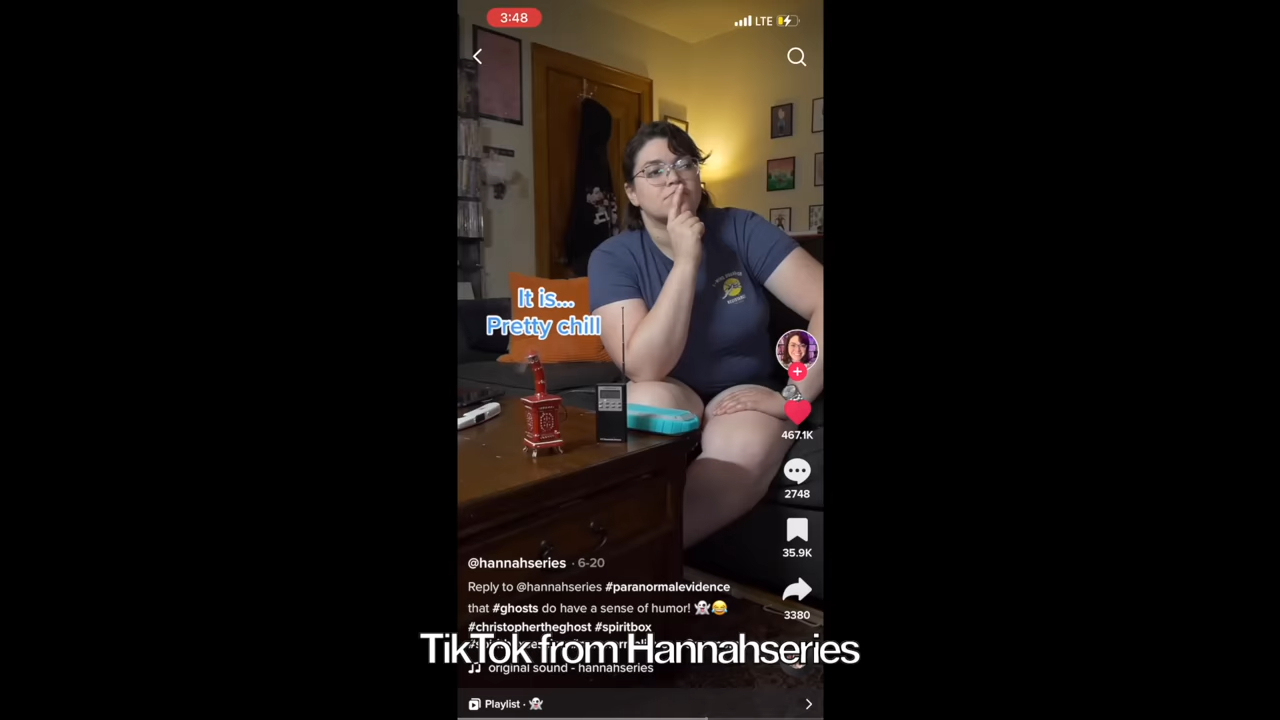 3:48
LTE
It is...
Pretty chill
467.1K
2748
35.9K
3380
@hannahseries · 6-20
Reply to @hannahseries #paranormalevidence
that #ghosts do have a sense of humor! 👻😂
#christophertheghost #spiritbox
TikTok from Hannahseries
original sound - hannahseries
Playlist · 👻